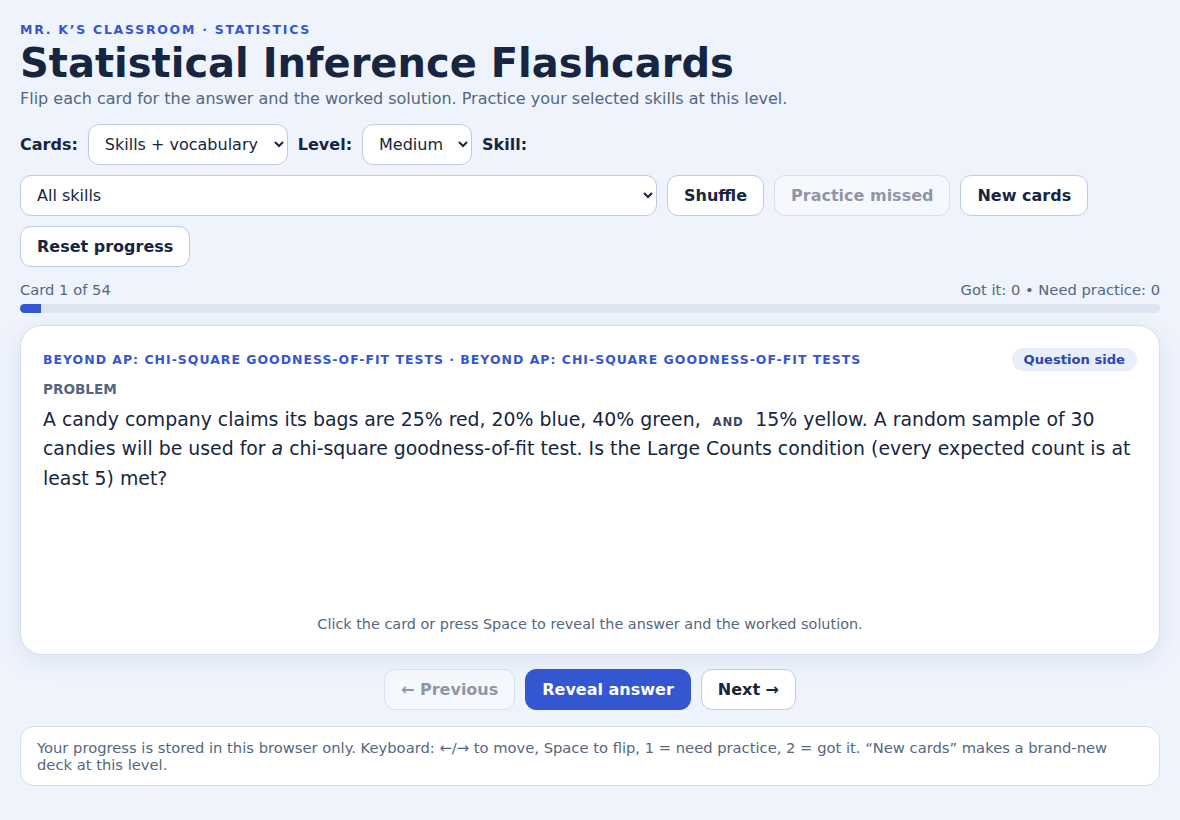 MR. K’S CLASSROOM · STATISTICS
Statistical Inference Flashcards
Flip each card for the answer and the worked solution. Practice your selected skills at this level.
Cards: Skills + vocabulary Level: Medium Skill:
All skills Shuffle Practice missed New cards
Reset progress
Card 1 of 54 Got it: 0 • Need practice: 0
BEYOND AP: CHI-SQUARE GOODNESS-OF-FIT TESTS · BEYOND AP: CHI-SQUARE GOODNESS-OF-FIT TESTS Question side
PROBLEM
A candy company claims its bags are 25% red, 20% blue, 40% green, AND 15% yellow. A random sample of 30
candies will be used for a chi-square goodness-of-fit test. Is the Large Counts condition (every expected count is at
least 5) met?
Click the card or press Space to reveal the answer and the worked solution.
← Previous Reveal answer Next →
Your progress is stored in this browser only. Keyboard: ←/→ to move, Space to flip, 1 = need practice, 2 = got it. “New cards” makes a brand-new
deck at this level.